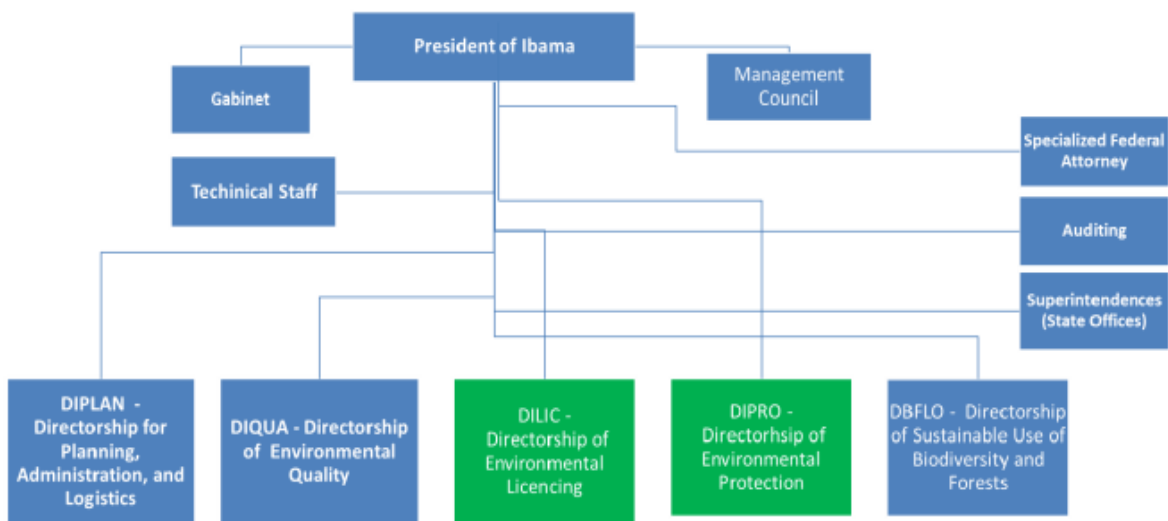 President of Ibama
Gabinet
Management
Council
Specialized Federal
Attorney
Techinical Staff
Auditing
Superintendences
(State Offices)
DIPLAN -
Directorship for
Planning,
Administration, and
Logistics
DIQUA - Directorship
of Environmental
Quality
DILIC -
Directorship of
Environmental
Licencing
DIPRO -
Directorhsip of
Environmental
Protection
DBFLO - Directorship
of Sustainable Use of
Biodiversity and
Forests